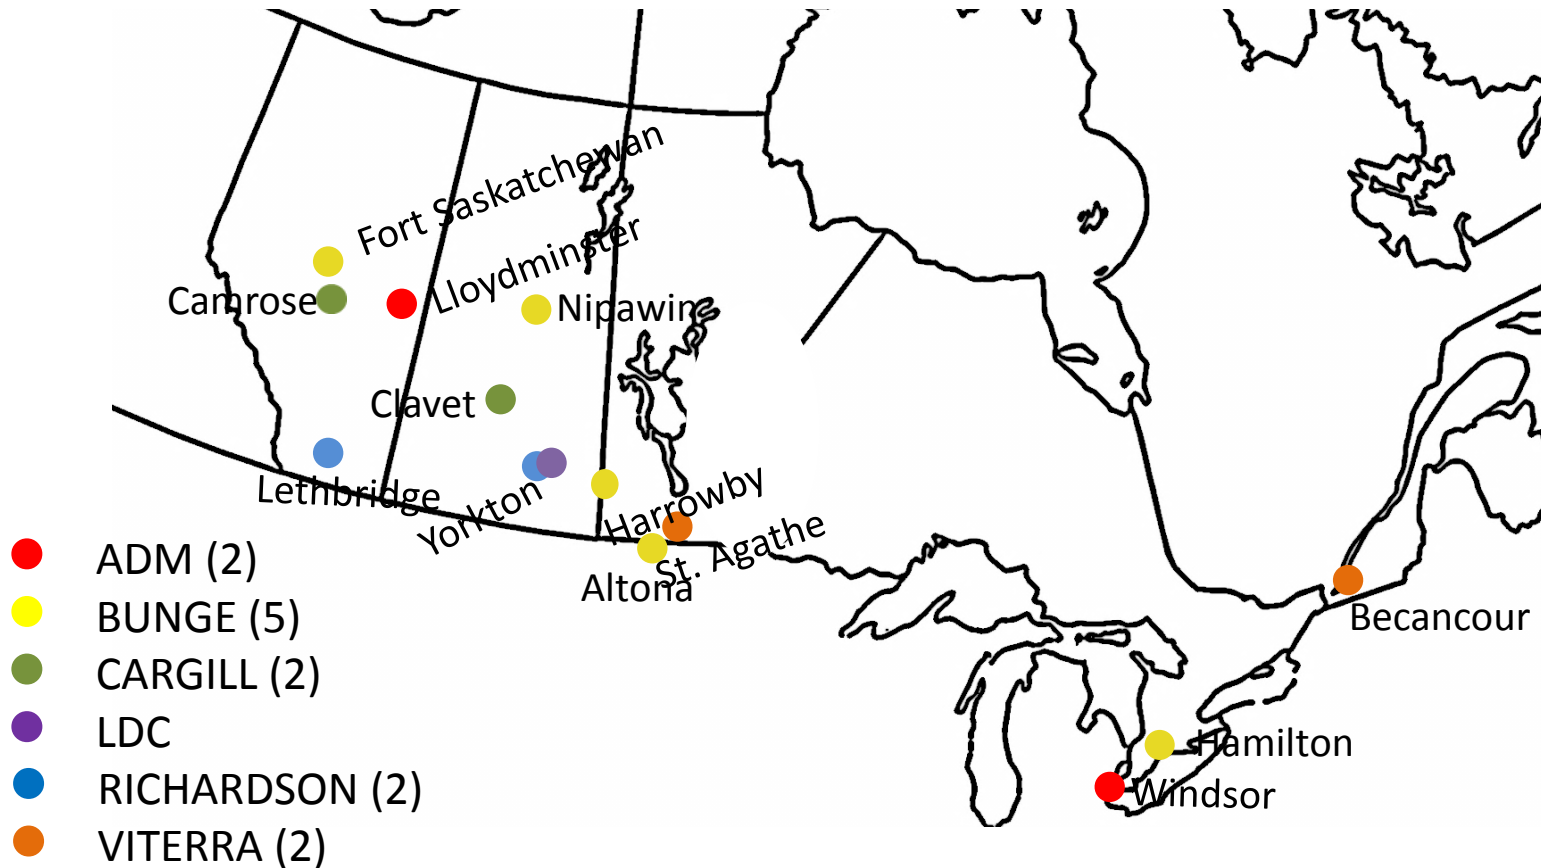 Fort Saskatchewan
Lloydminster
Camrose
Nipawin
Clavet
Lethbridge
Yorkton
Harrowby
St. Agathe
Altona
Becancour
Hamilton
Windsor
ADM (2)
BUNGE (5)
CARGILL (2)
LDC
RICHARDSON (2)
VITERRA (2)